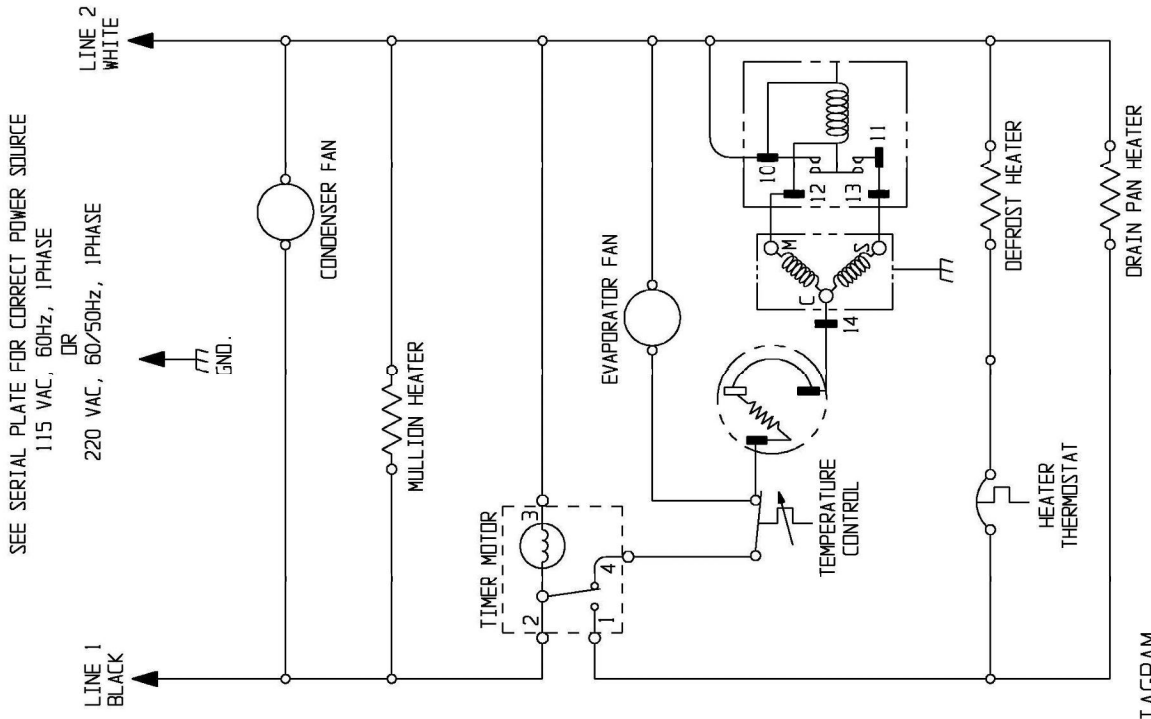 SEE SERIAL PLATE FOR CORRECT POWER SOURCE
115 VAC, 60Hz, 1PHASE
OR
220 VAC, 60/50Hz, 1PHASE
LINE 1
BLACK
LINE 2
WHITE
GND.
CONDENSER FAN
MULLION HEATER
TIMER MOTOR
2
3
1
4
EVAPORATOR FAN
TEMPERATURE
CONTROL
14
C
M
S
10
12
13
11
HEATER
THERMOSTAT
DEFROST HEATER
DRAIN PAN HEATER
IAGRAM